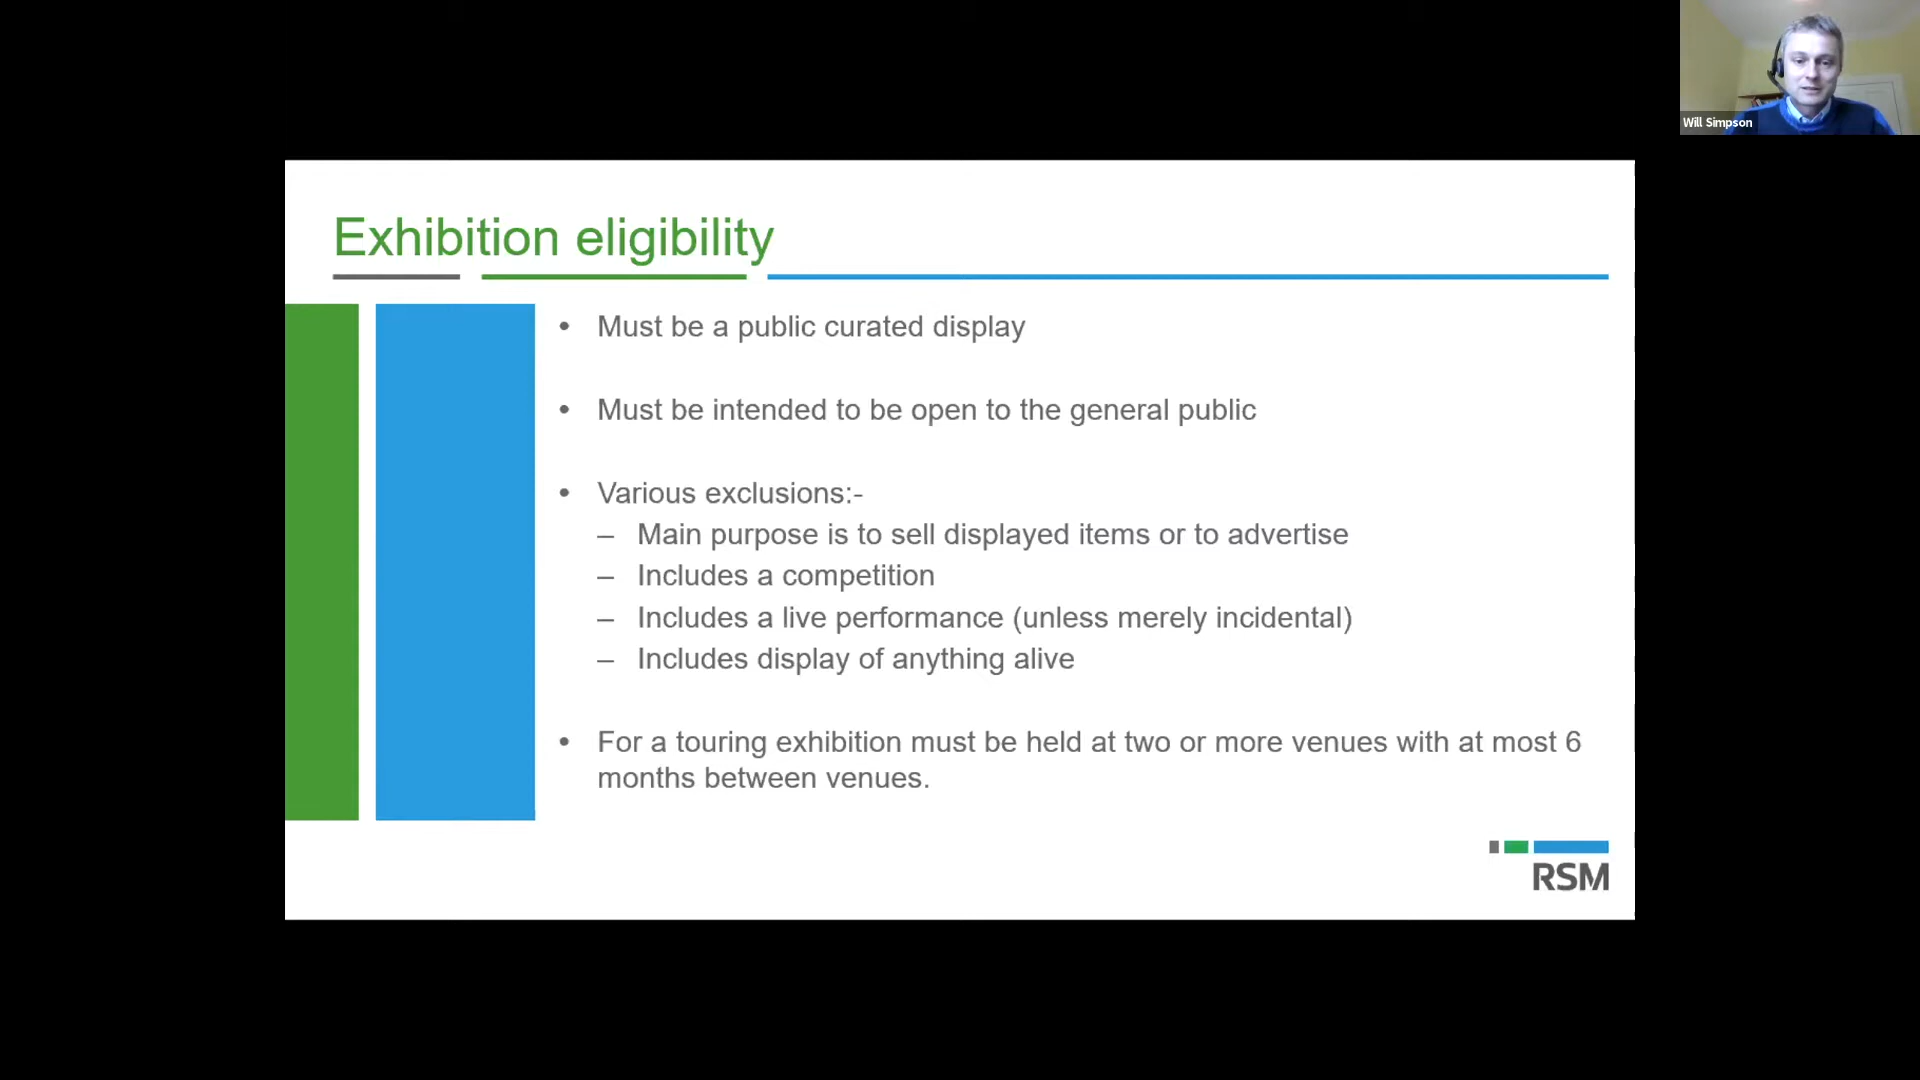 Will Simpson
Exhibition eligibility
• Must be a public curated display
• Must be intended to be open to the general public
• Various exclusions:-
– Main purpose is to sell displayed items or to advertise
– Includes a competition
– Includes a live performance (unless merely incidental)
– Includes display of anything alive
• For a touring exhibition must be held at two or more venues with at most 6
months between venues.
RSM